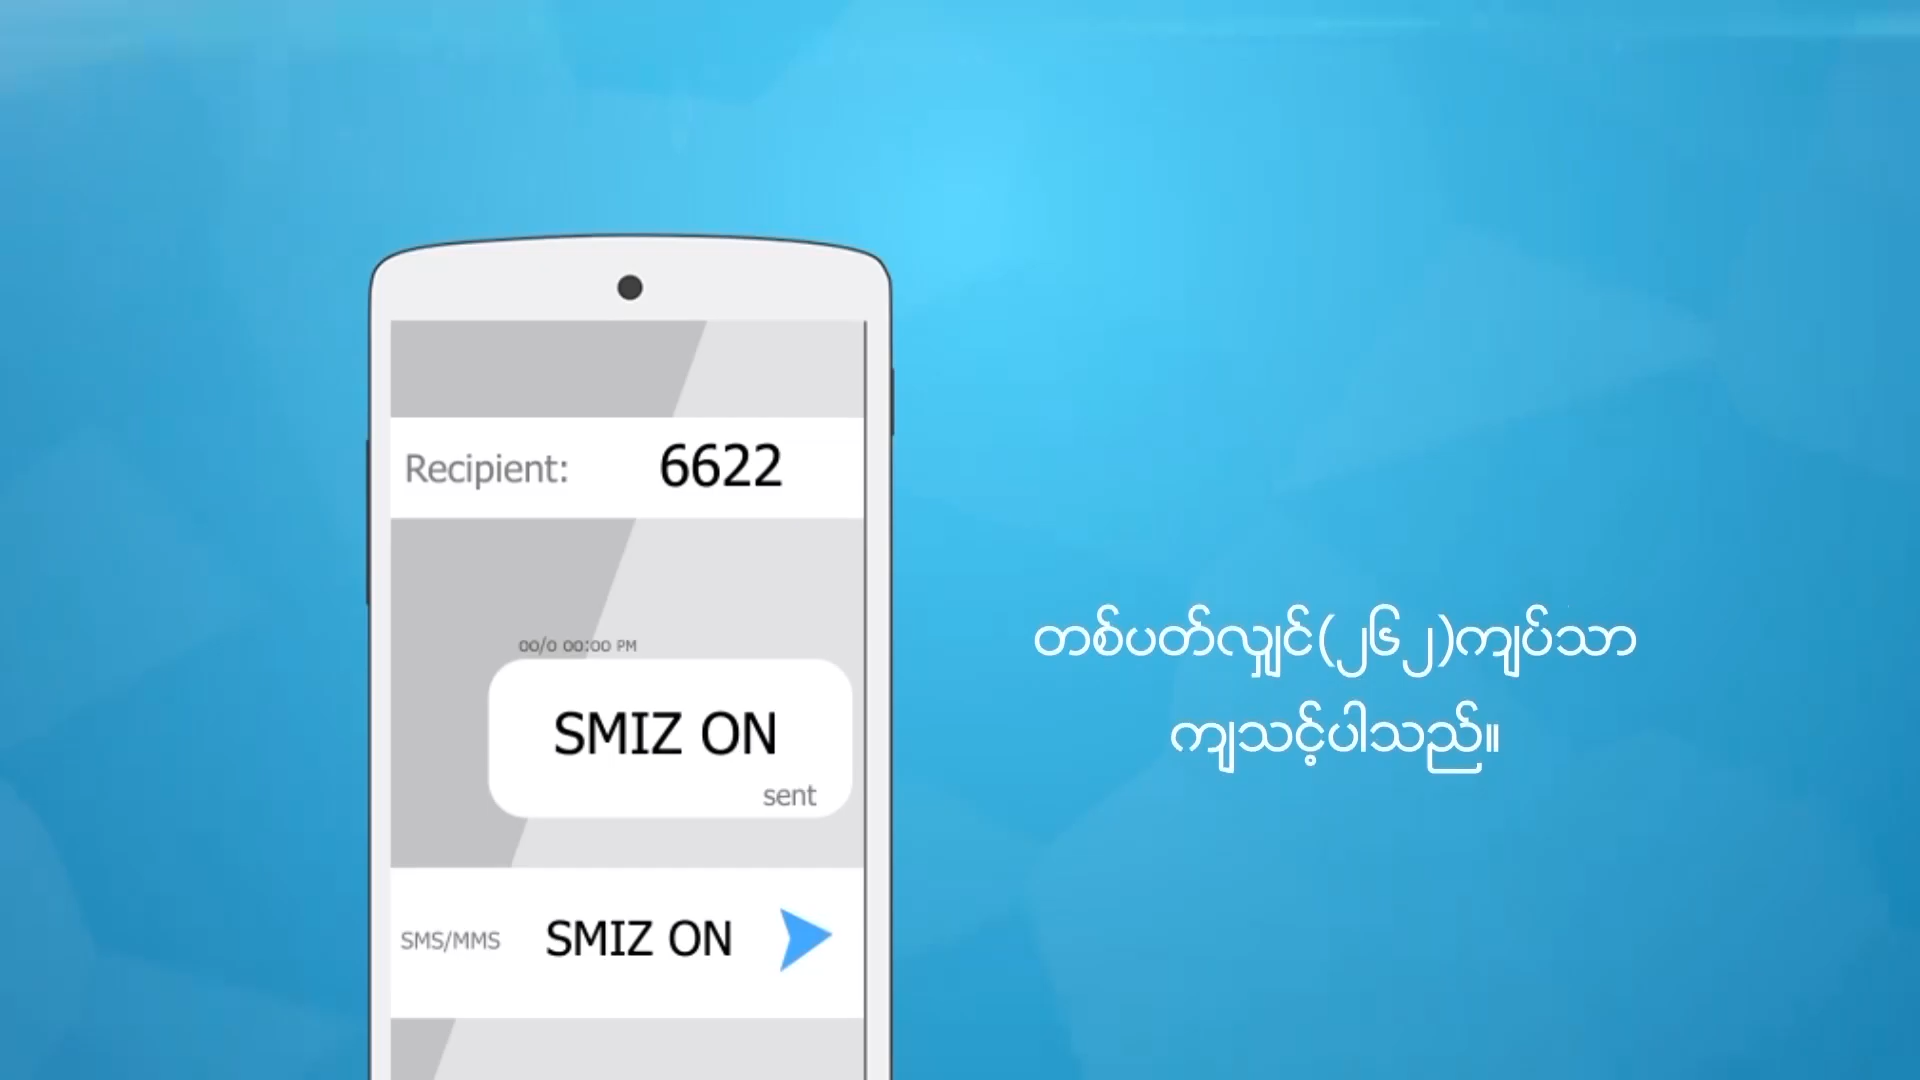 Recipient: 6622
00/0 00:00 PM
SMIZ ON
sent
SMS/MMS SMIZ ON
တစ်ပတ်လျှင်(၂၆၂)ကျပ်သာ
ကျသင့်ပါသည်။